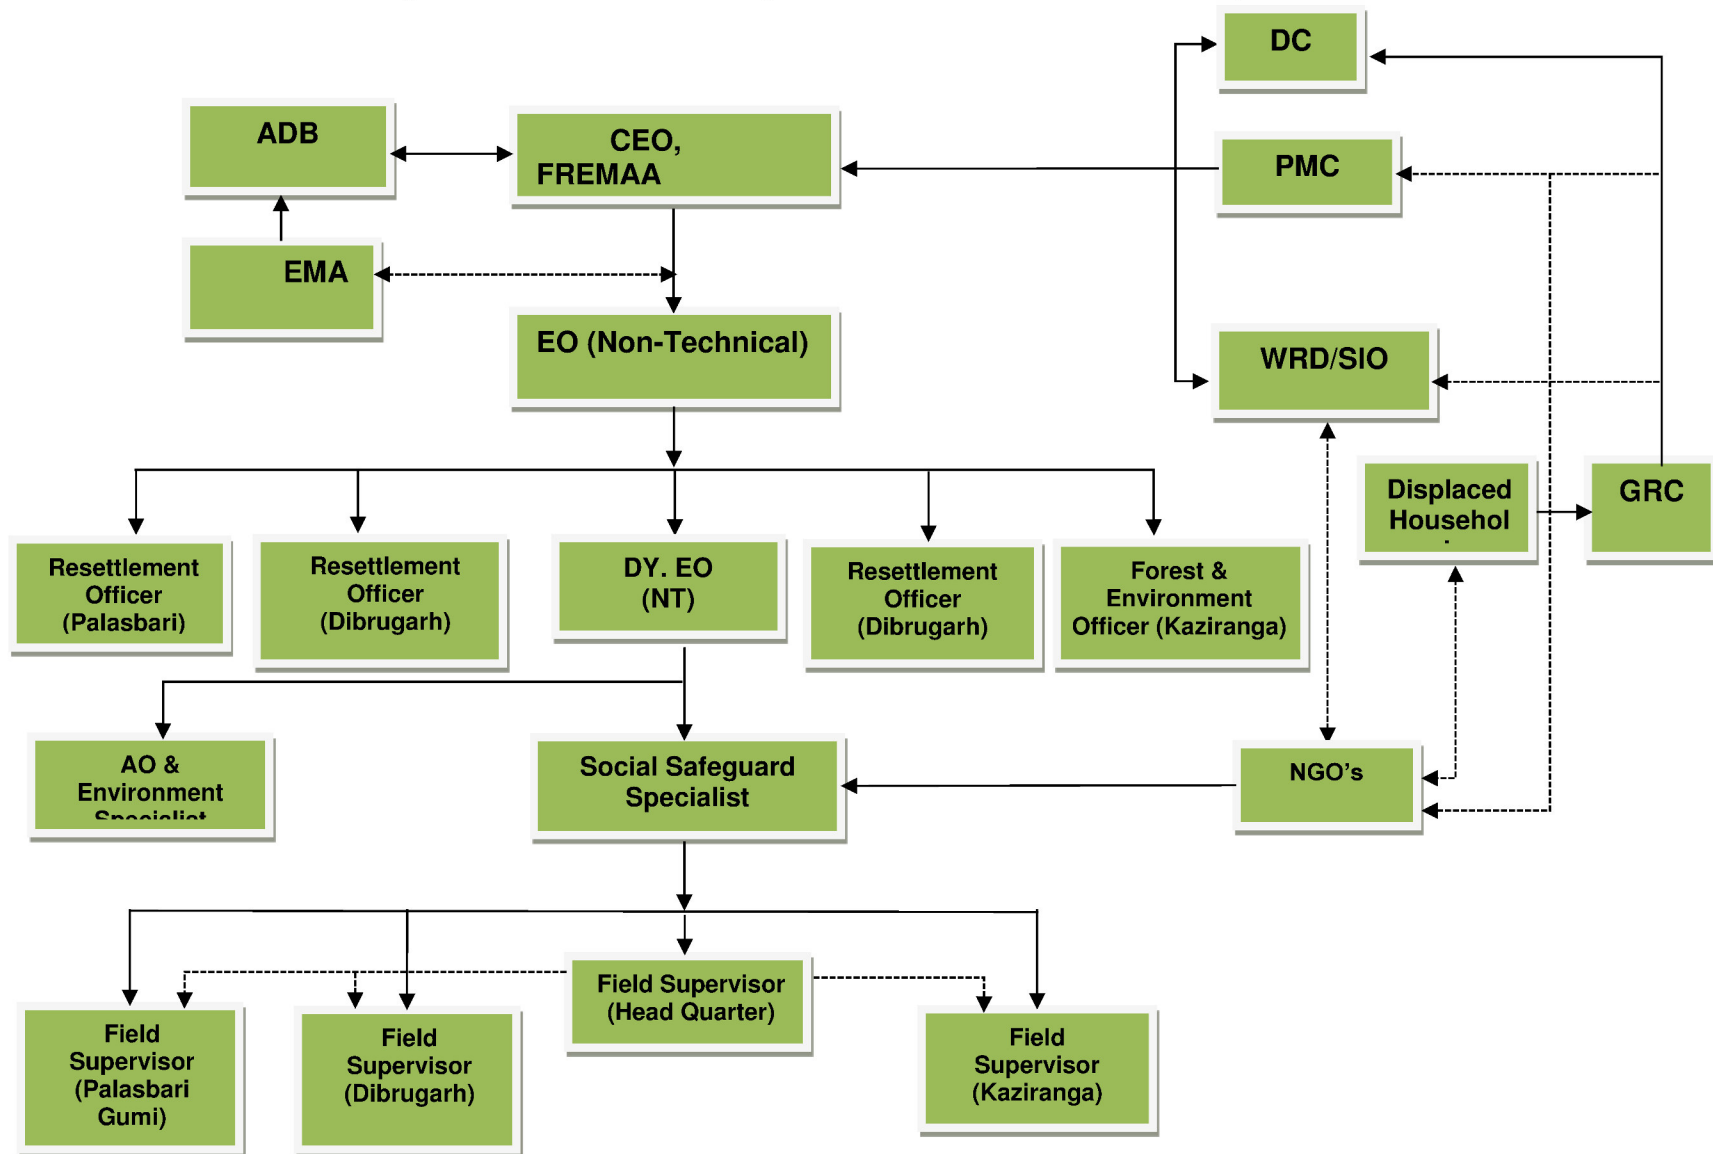 DC
ADB
CEO,
FREMAA
PMC
EMA
EO (Non-Technical)
WRD/SIO
Displaced
Househol
GRC
Resettlement
Officer
(Palasbari)
Resettlement
Officer
(Dibrugarh)
DY. EO
(NT)
Resettlement
Officer
(Dibrugarh)
Forest &
Environment
Officer (Kaziranga)
AO &
Environment
Specialist
Social Safeguard
Specialist
NGO's
Field Supervisor
(Head Quarter)
Field
Supervisor
(Palasbari
Gumi)
Field
Supervisor
(Dibrugarh)
Field
Supervisor
(Kaziranga)